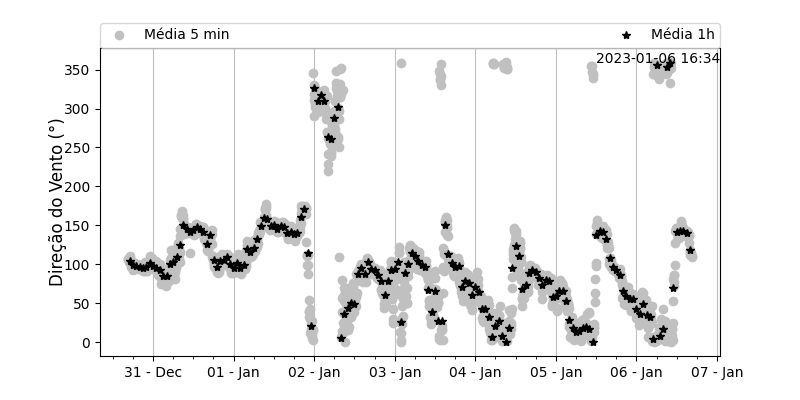 Média 5 min
Média 1h
2023-01-06 16:34
Direção do Vento (°)
350
300
250
200
150
100
50
0
31 - Dec
01 - Jan
02 - Jan
03 - Jan
04 - Jan
05 - Jan
06 - Jan
07 - Jan